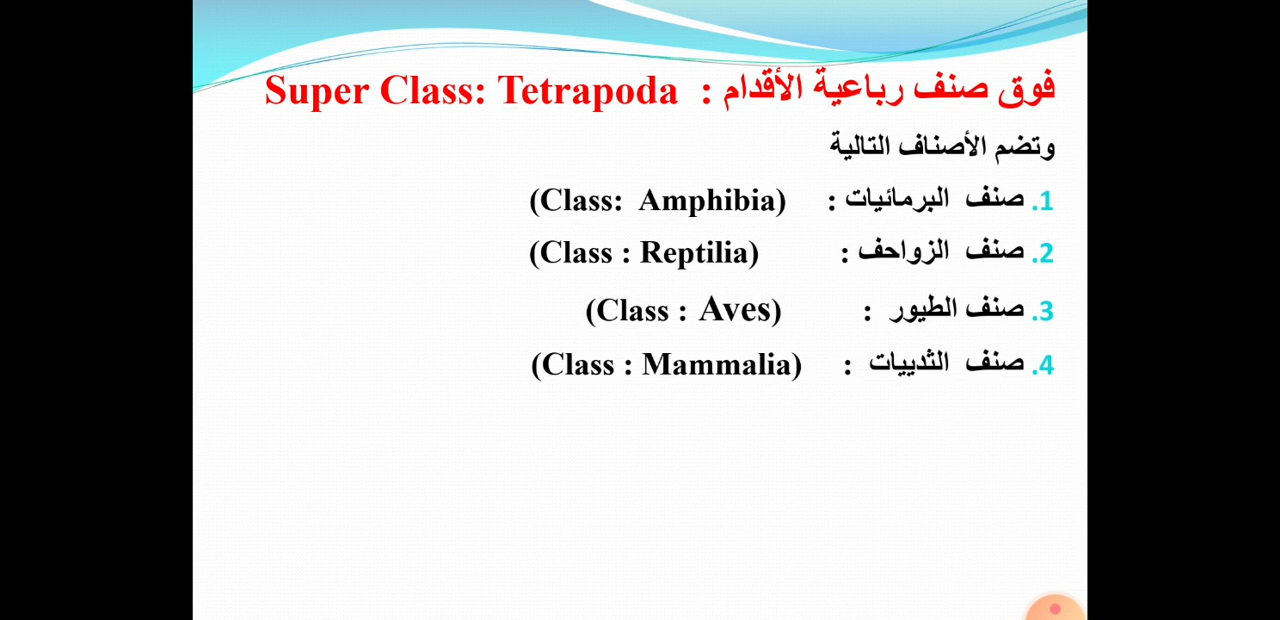 فوق صنف رباعية الأقدام : Super Class: Tetrapoda
وتضم الأصناف التالية
1. صنف البرمائيات : (Class: Amphibia)
2. صنف الزواحف : (Class : Reptilia)
3. صنف الطيور : (Class : Aves)
4. صنف الثدييات : (Class : Mammalia)